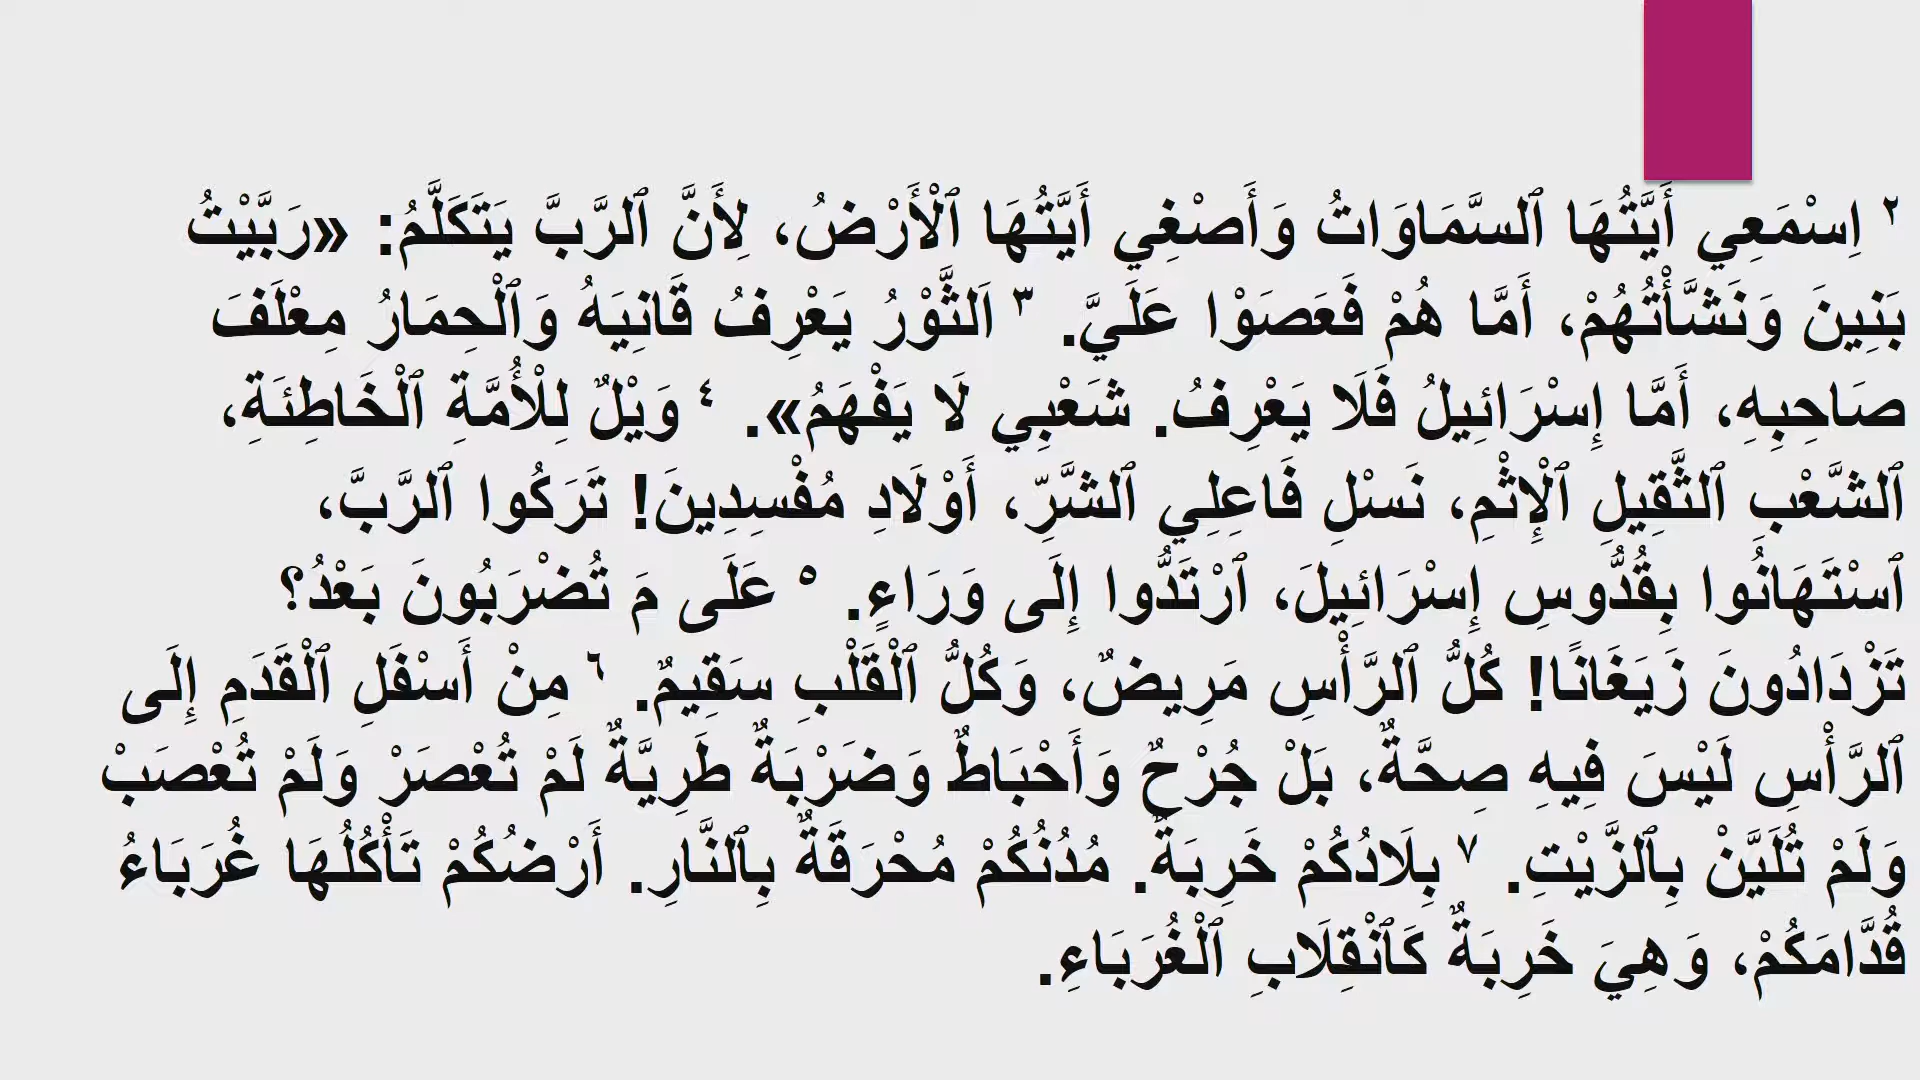 ٢ اِسْمَعِي أَيَّتُهَا ٱلسَّمَاوَاتُ وَأَصْغِي أَيَّتُهَا ٱلْأَرْضُ، لِأَنَّ ٱلرَّبَّ يَتَكَلَّمُ: «رَبَّيْتُ
بَنِينَ وَنَشَّأْتُهُمْ، أَمَّا هُمْ فَعَصَوْا عَلَيَّ. ٣ اَلثَّوْرُ يَعْرِفُ قَانِيَهُ وَٱلْحِمَارُ مِعْلَفَ
صَاحِبِهِ، أَمَّا إِسْرَائِيلُ فَلَا يَعْرِفُ. شَعْبِي لَا يَفْهَمُ». ٤ وَيْلٌ لِلْأُمَّةِ ٱلْخَاطِئَةِ،
ٱلشَّعْبِ ٱلثَّقِيلِ ٱلْإِثْمِ، نَسْلِ فَاعِلِي ٱلشَّرِّ، أَوْلَادِ مُفْسِدِينَ! تَرَكُوا ٱلرَّبَّ،
ٱسْتَهَانُوا بِقُدُّوسِ إِسْرَائِيلَ، ٱرْتَدُّوا إِلَى وَرَاءٍ. ٥ عَلَى مَ تُضْرَبُونَ بَعْدُ؟
تَزْدَادُونَ زَيَغَانًا! كُلُّ ٱلرَّأْسِ مَرِيضٌ، وَكُلُّ ٱلْقَلْبِ سَقِيمٌ. ٦ مِنْ أَسْفَلِ ٱلْقَدَمِ إِلَى
ٱلرَّأْسِ لَيْسَ فِيهِ صِحَّةٌ، بَلْ جُرْحٌ وَأَحْبَاطٌ وَضَرْبَةٌ طَرِيَّةٌ لَمْ تُعْصَرْ وَلَمْ تُعْصَبْ
وَلَمْ تُلَيَّنْ بِٱلزَّيْتِ. ٧ بِلَادُكُمْ خَرِبَةٌ. مُدُنُكُمْ مُحْرَقَةٌ بِٱلنَّارِ. أَرْضُكُمْ تَأْكُلُهَا غُرَبَاءُ
قُدَّامَكُمْ، وَهِيَ خَرِبَةٌ كَٱنْقِلَابِ ٱلْغُرَبَاءِ.